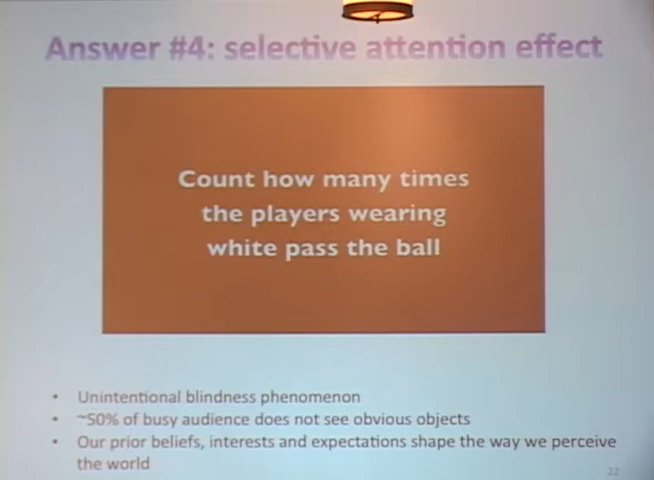 Answer #4: selective attention effect
Count how many times
the players wearing
white pass the ball
• Unintentional blindness phenomenon
• ~50% of busy audience does not see obvious objects
• Our prior beliefs, interests and expectations shape the way we perceive
the world
22